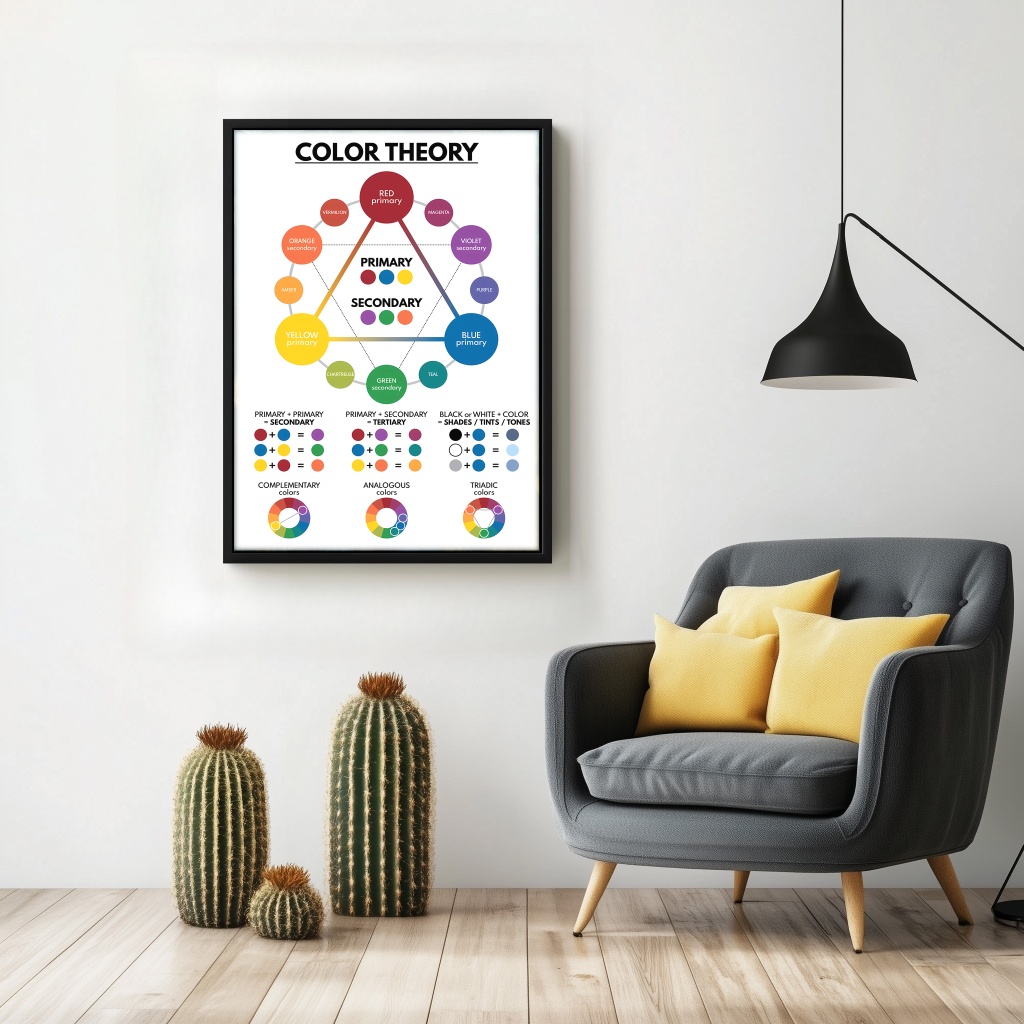 COLOR THEORY
RED
primary
VERMILION
MAGENTA
ORANGE
secondary
VIOLET
secondary
PRIMARY
AMBER
PURPLE
SECONDARY
YELLOW
primary
BLUE
primary
CHARTREUSE
GREEN
secondary
TEAL
PRIMARY + PRIMARY
= SECONDARY
PRIMARY + SECONDARY
= TERTIARY
BLACK or WHITE + COLOR
= SHADES / TINTS / TONES
+ =
+ =
+ =
+ =
+ =
+ =
+ =
+ =
+ =
COMPLEMENTARY
colors
ANALOGOUS
colors
TRIADIC
colors